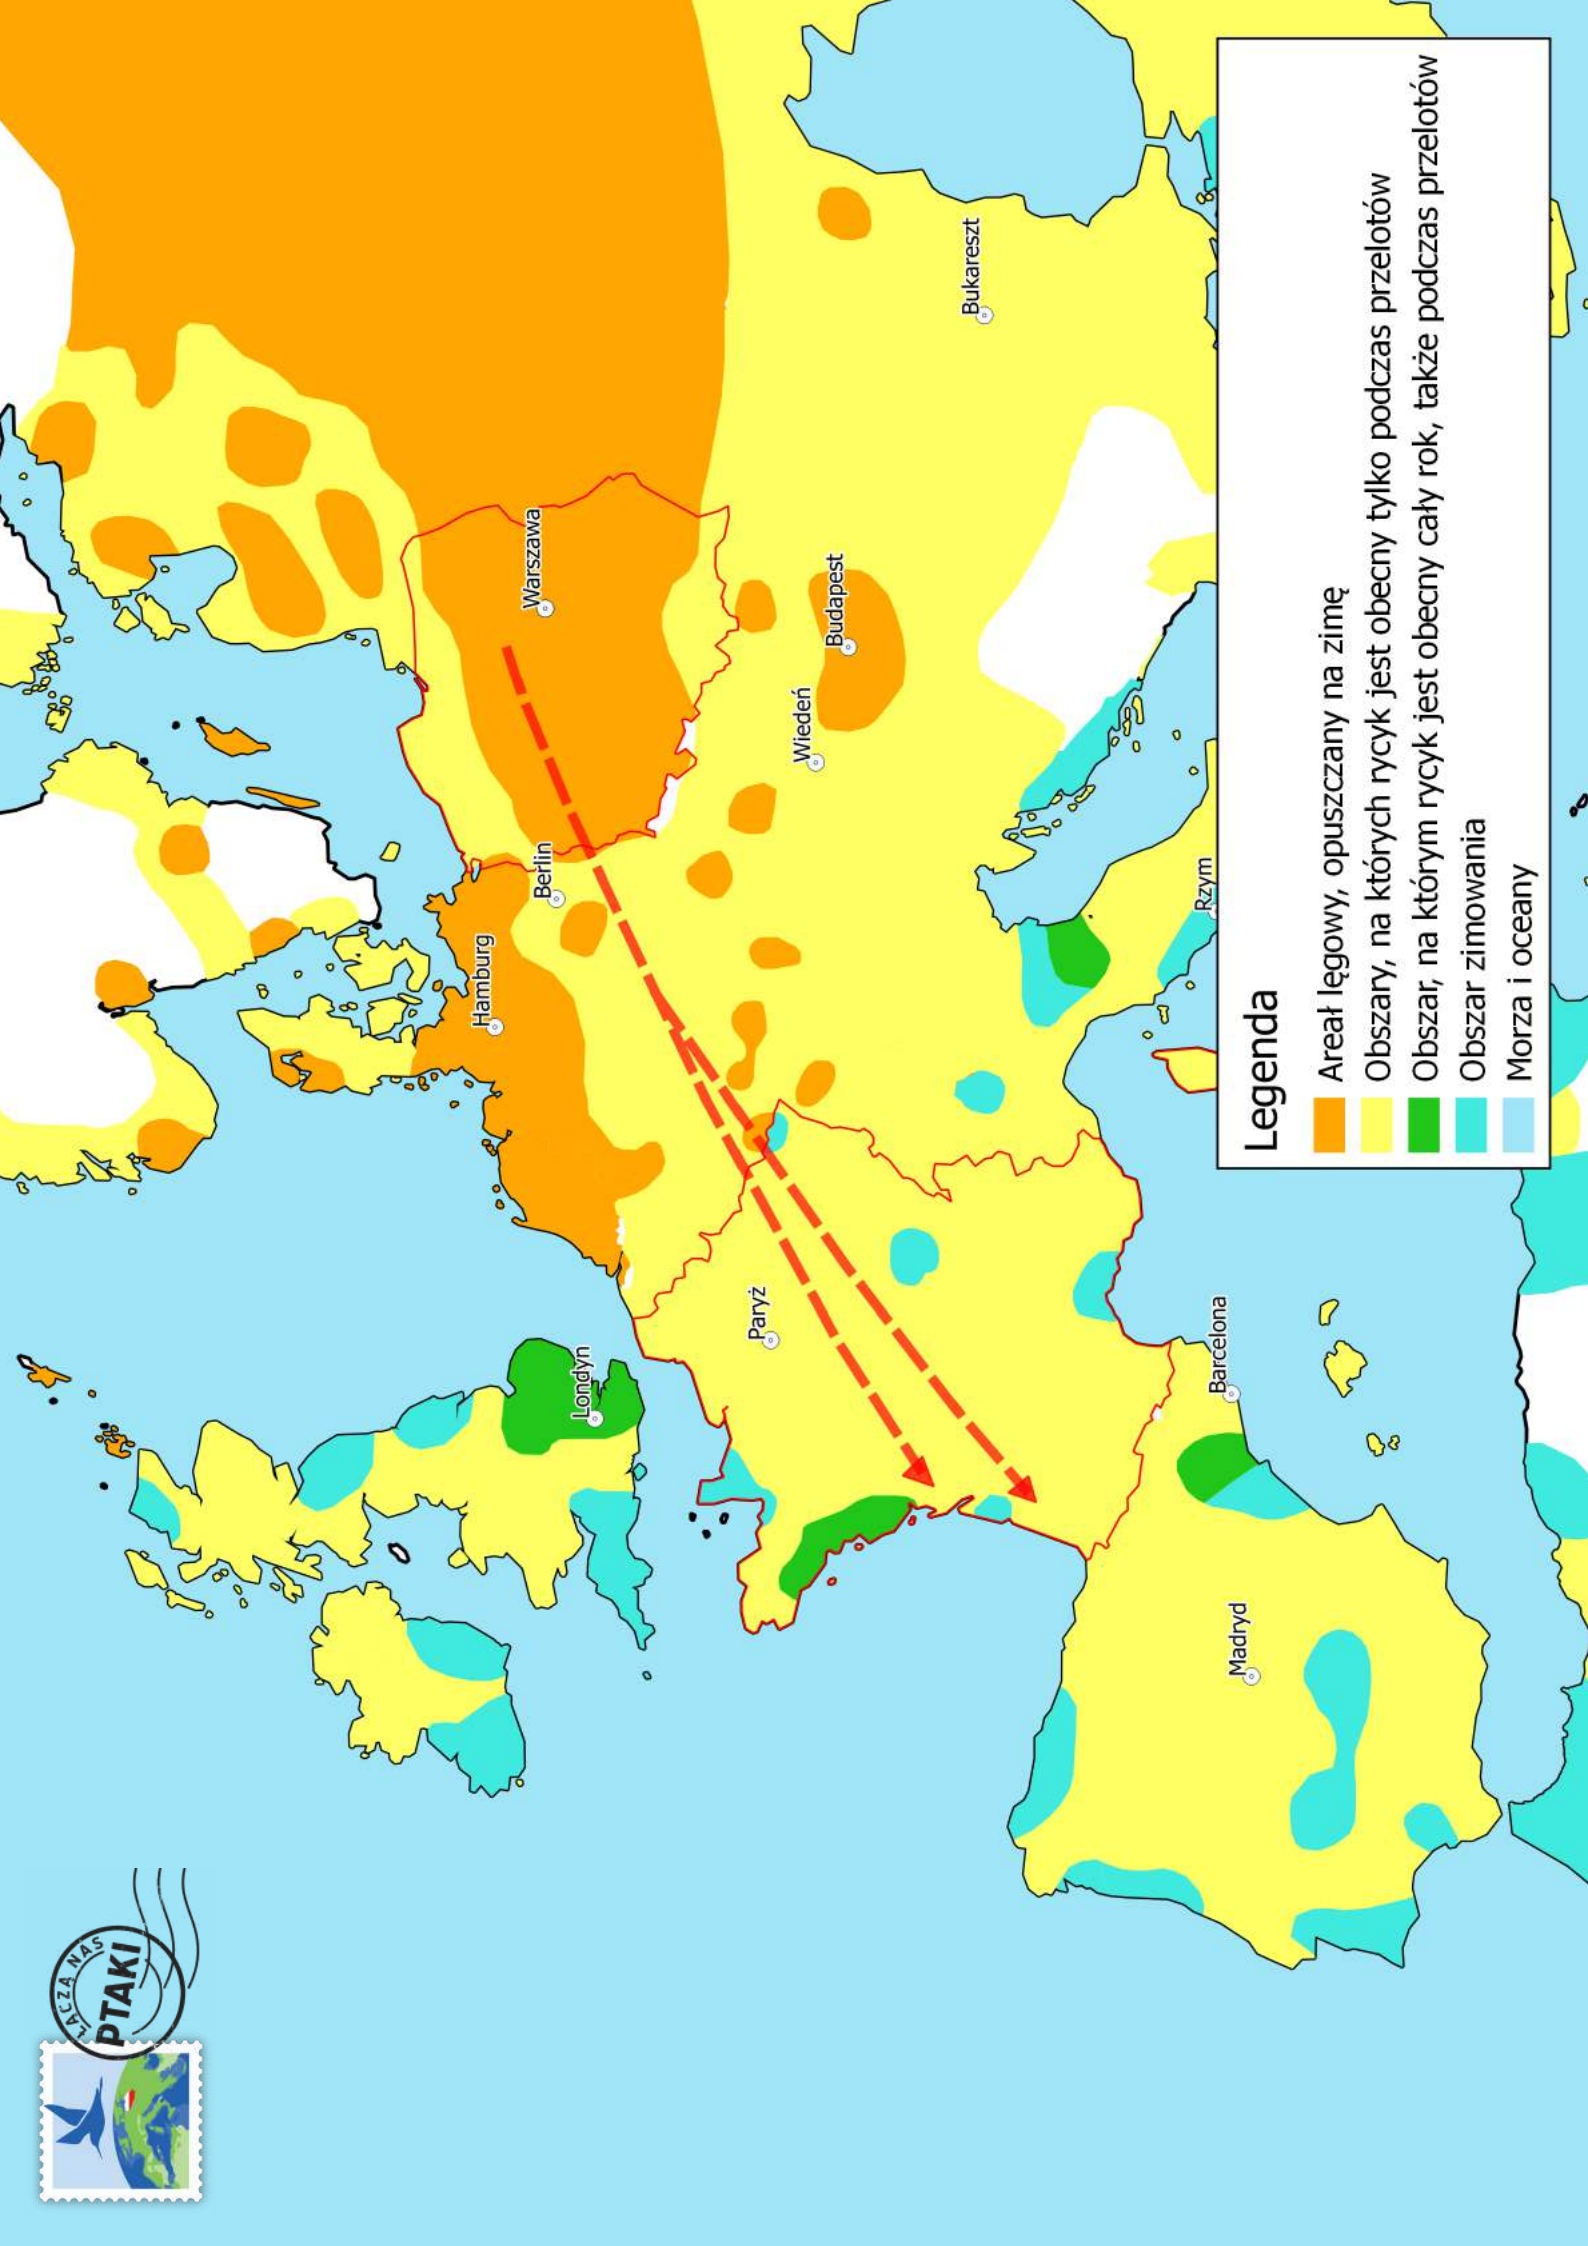 ŁĄCZĄ NAS
PTAKI
Londyn
Paryż
Madryd
Barcelona
Hamburg
Berlin
Warszawa
Wiedeń
Budapest
Bukareszt
Rzym
Legenda
Areał lęgowy, opuszczany na zimę
Obszary, na których rycyk jest obecny tylko podczas przelotów
Obszar, na którym rycyk jest obecny cały rok, także podczas przelotów
Obszar zimowania
Morza i oceany